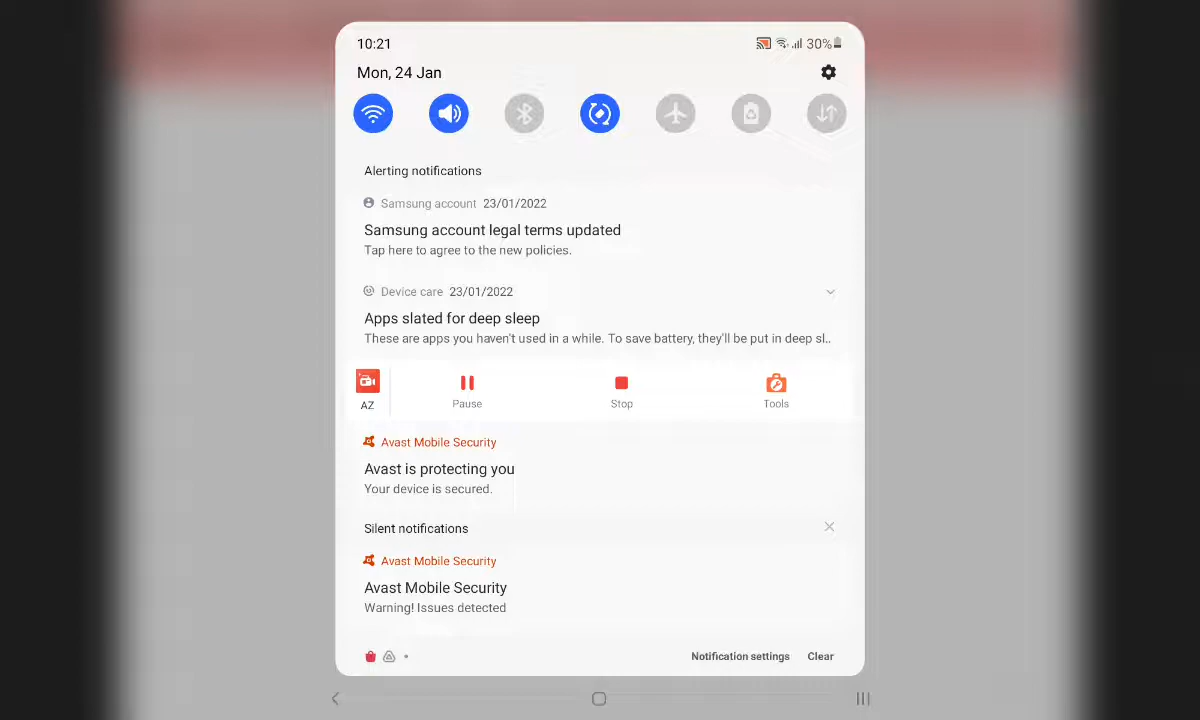 10:21
30%
Mon, 24 Jan
Alerting notifications
Samsung account 23/01/2022
Samsung account legal terms updated
Tap here to agree to the new policies.
Device care 23/01/2022
Apps slated for deep sleep
These are apps you haven't used in a while. To save battery, they'll be put in deep sl..
AZ
Pause
Stop
Tools
Avast Mobile Security
Avast is protecting you
Your device is secured.
Silent notifications
Avast Mobile Security
Avast Mobile Security
Warning! Issues detected
Notification settings
Clear